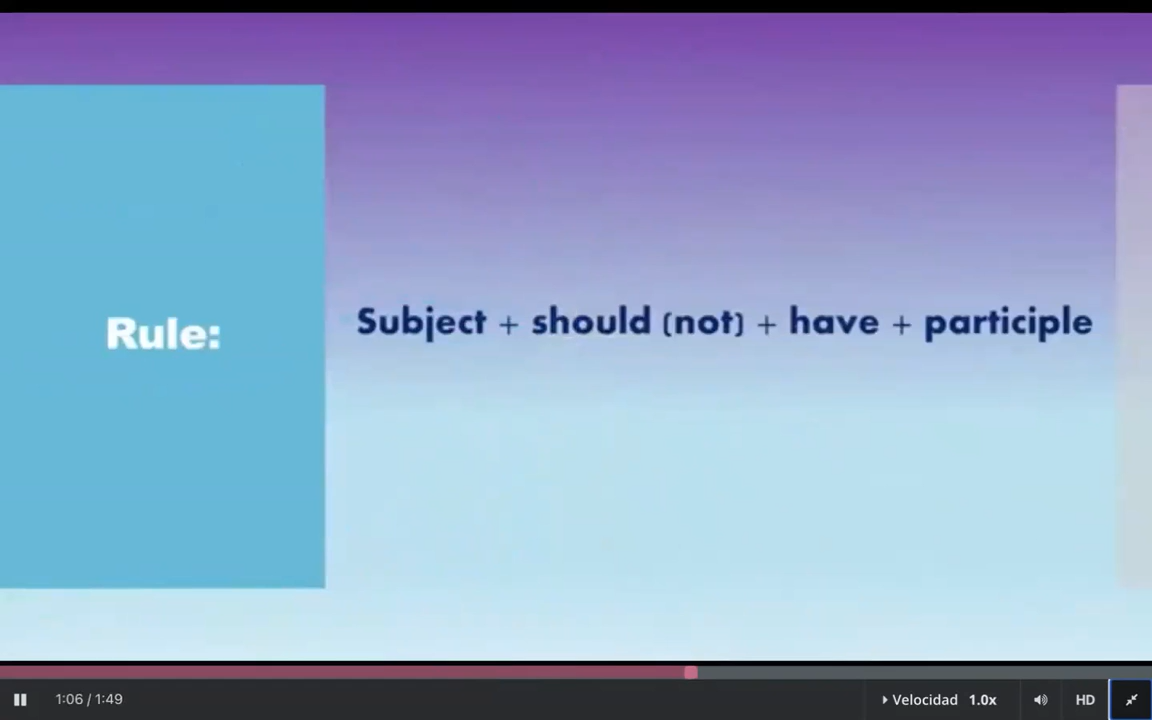 Rule:
Subject + should (not) + have + participle
1:06 / 1:49
Velocidad 1.0x
HD